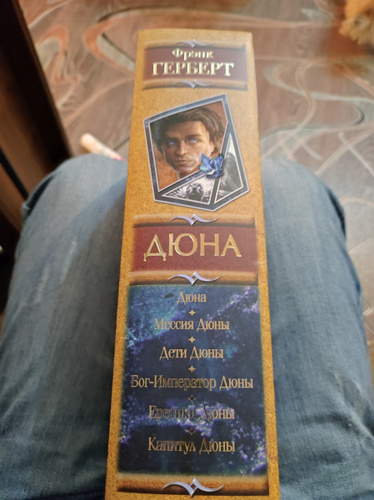 Фрэнк
ГЕРБЕРТ
ДЮНА
Дюна
Мессия Дюны
Дети Дюны
Бог-Император Дюны
Еретики Дюны
Капитул Дюны